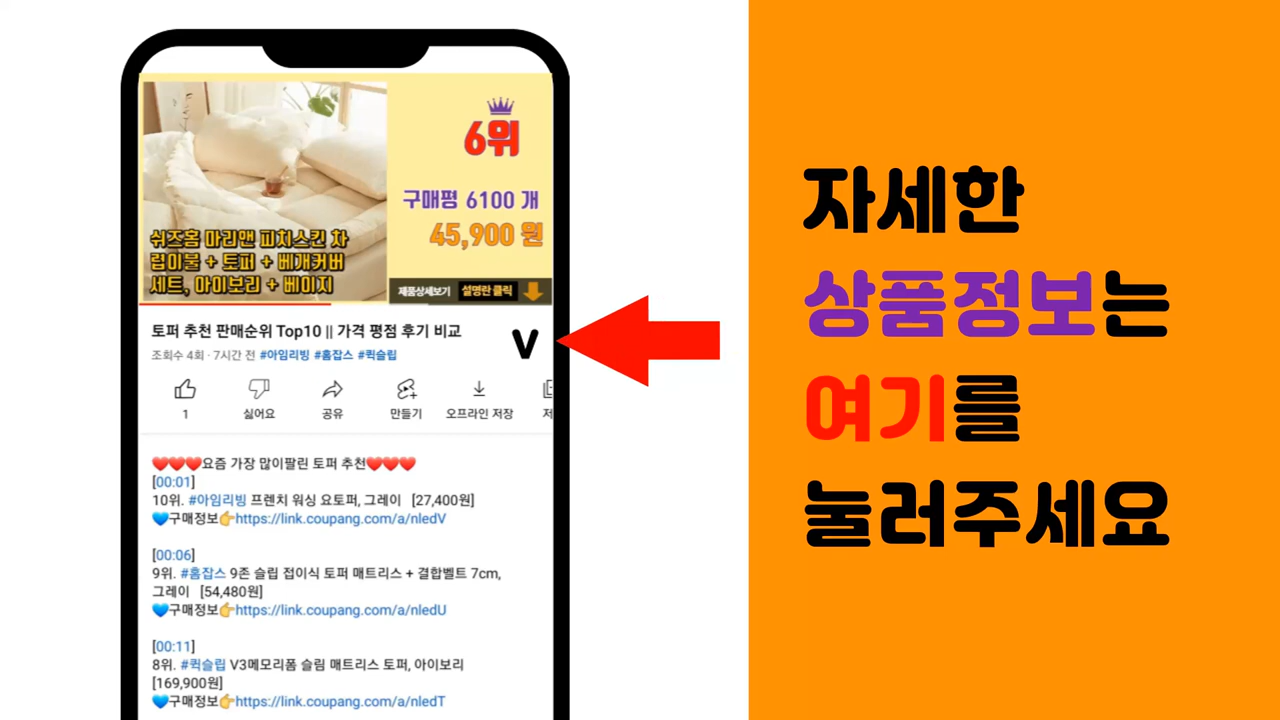 6위
구매평 6100 개
45,900 원
쉬즈홈 마리앤 피치스킨 차
렵이불 + 토퍼 + 베개커버
세트, 아이보리 + 베이지
제품상세보기 설명란 클릭
토퍼 추천 판매순위 Top10 || 가격 평점 후기 비교
V
조회수 4회 · 7시간 전 #아임리빙 #홈잡스 #퀵슬립
1 싫어요 공유 만들기 오프라인 저장 저
❤️❤️❤️요즘 가장 많이팔린 토퍼 추천❤️❤️❤️
[00:01]
10위. #아임리빙 프렌치 워싱 요토퍼, 그레이 [27,400원]
💙구매정보👉https://link.coupang.com/a/nledV
[00:06]
9위. #홈잡스 9존 슬립 접이식 토퍼 매트리스 + 결합벨트 7cm,
그레이 [54,480원]
💙구매정보👉https://link.coupang.com/a/nledU
[00:11]
8위. #퀵슬립 V3메모리폼 슬림 매트리스 토퍼, 아이보리
[169,900원]
💙구매정보👉https://link.coupang.com/a/nledT
자세한
상품정보는
여기를
눌러주세요